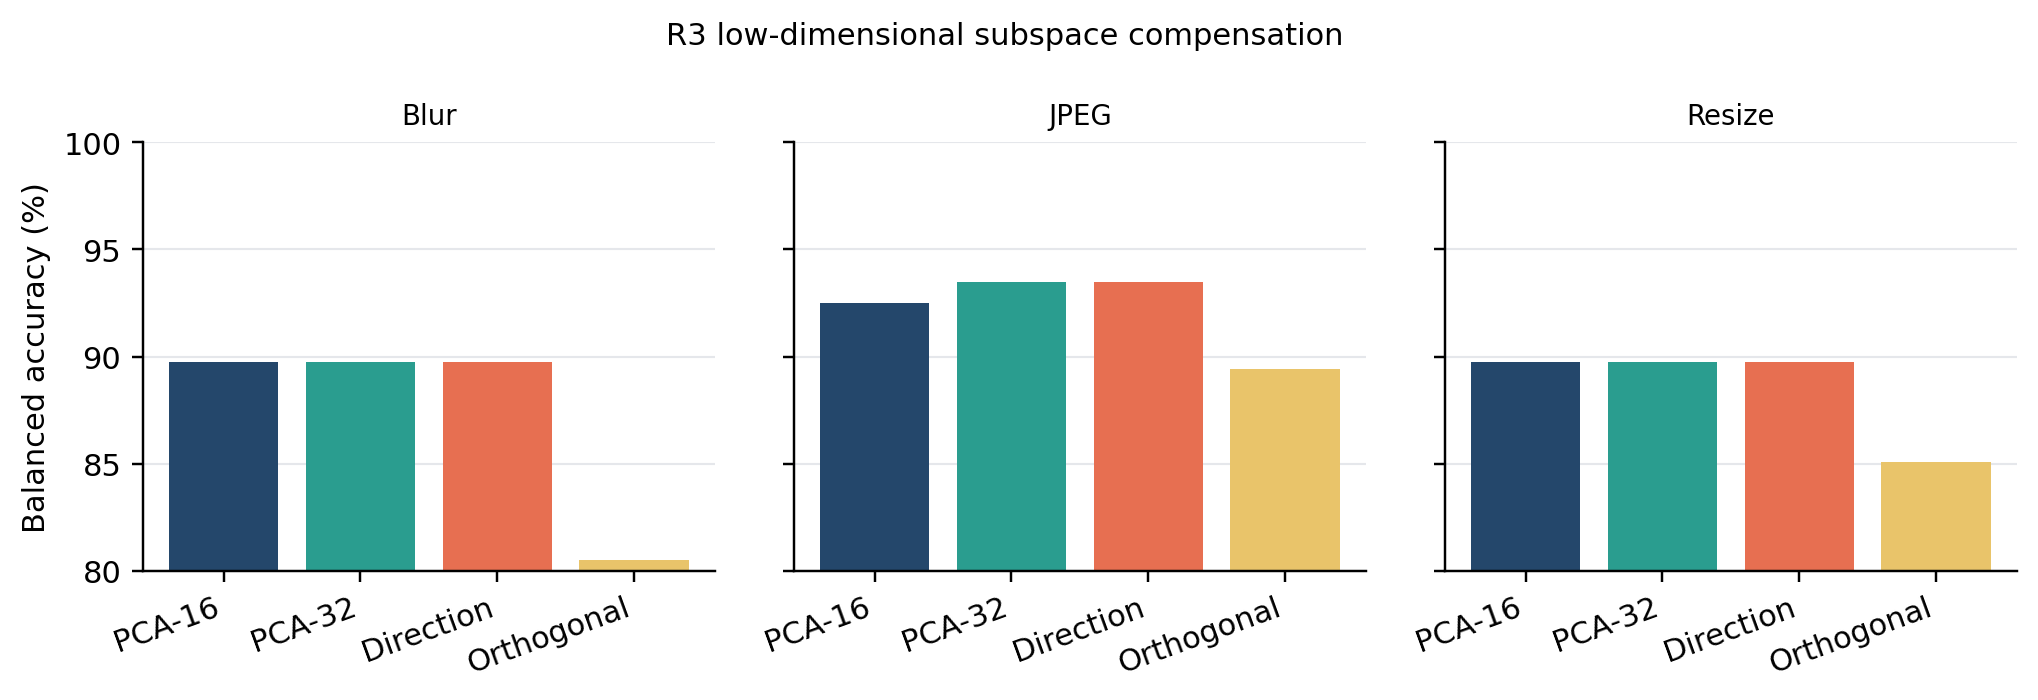 R3 low-dimensional subspace compensation
Blur
JPEG
Resize
Balanced accuracy (%)
100
95
90
85
80
PCA-16
PCA-32
Direction
Orthogonal
PCA-16
PCA-32
Direction
Orthogonal
PCA-16
PCA-32
Direction
Orthogonal